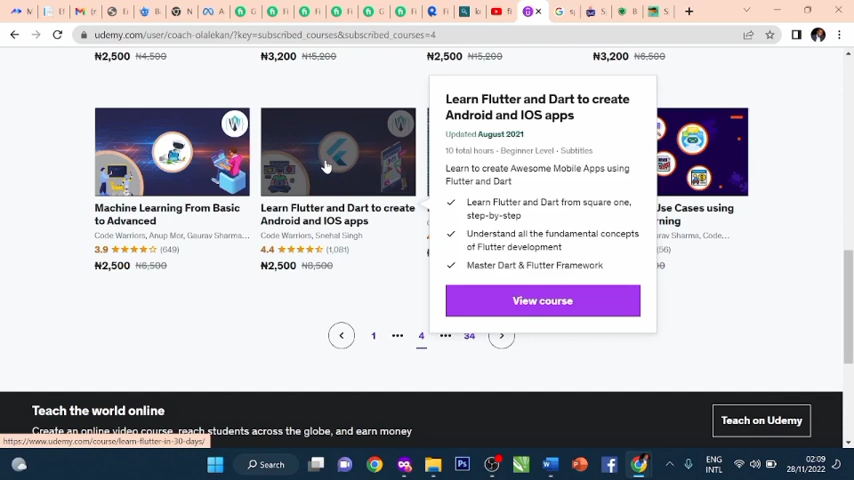 udemy.com/user/coach-olalekan/?key=subscribed_courses&subscribed_courses=4
₦2,500 ₦4,500
₦3,200 ₦15,200
₦2,500 ₦15,200
₦3,200 ₦6,500
Machine Learning From Basic
to Advanced
Code Warriors, Anup Mor, Gaurav Sharma...
3.9 (649)
₦2,500 ₦6,500
Learn Flutter and Dart to create
Android and IOS apps
Code Warriors, Snehal Singh
4.4 (1,081)
₦2,500 ₦8,500
Learn Flutter and Dart to create
Android and IOS apps
Updated August 2021
10 total hours • Beginner Level • Subtitles
Learn to create Awesome Mobile Apps using
Flutter and Dart
Learn Flutter and Dart from square one,
step-by-step
Understand all the fundamental concepts
of Flutter development
Master Dart & Flutter Framework
View course
Use Cases using
rning
rav Sharma, Code...
56)
1 ••• 4 ••• 34
Teach the world online
Create an online video course, reach students across the globe, and earn money
Teach on Udemy
https://www.udemy.com/course/learn-flutter-in-30-days/
Search
ENG
INTL
02:09
28/11/2022